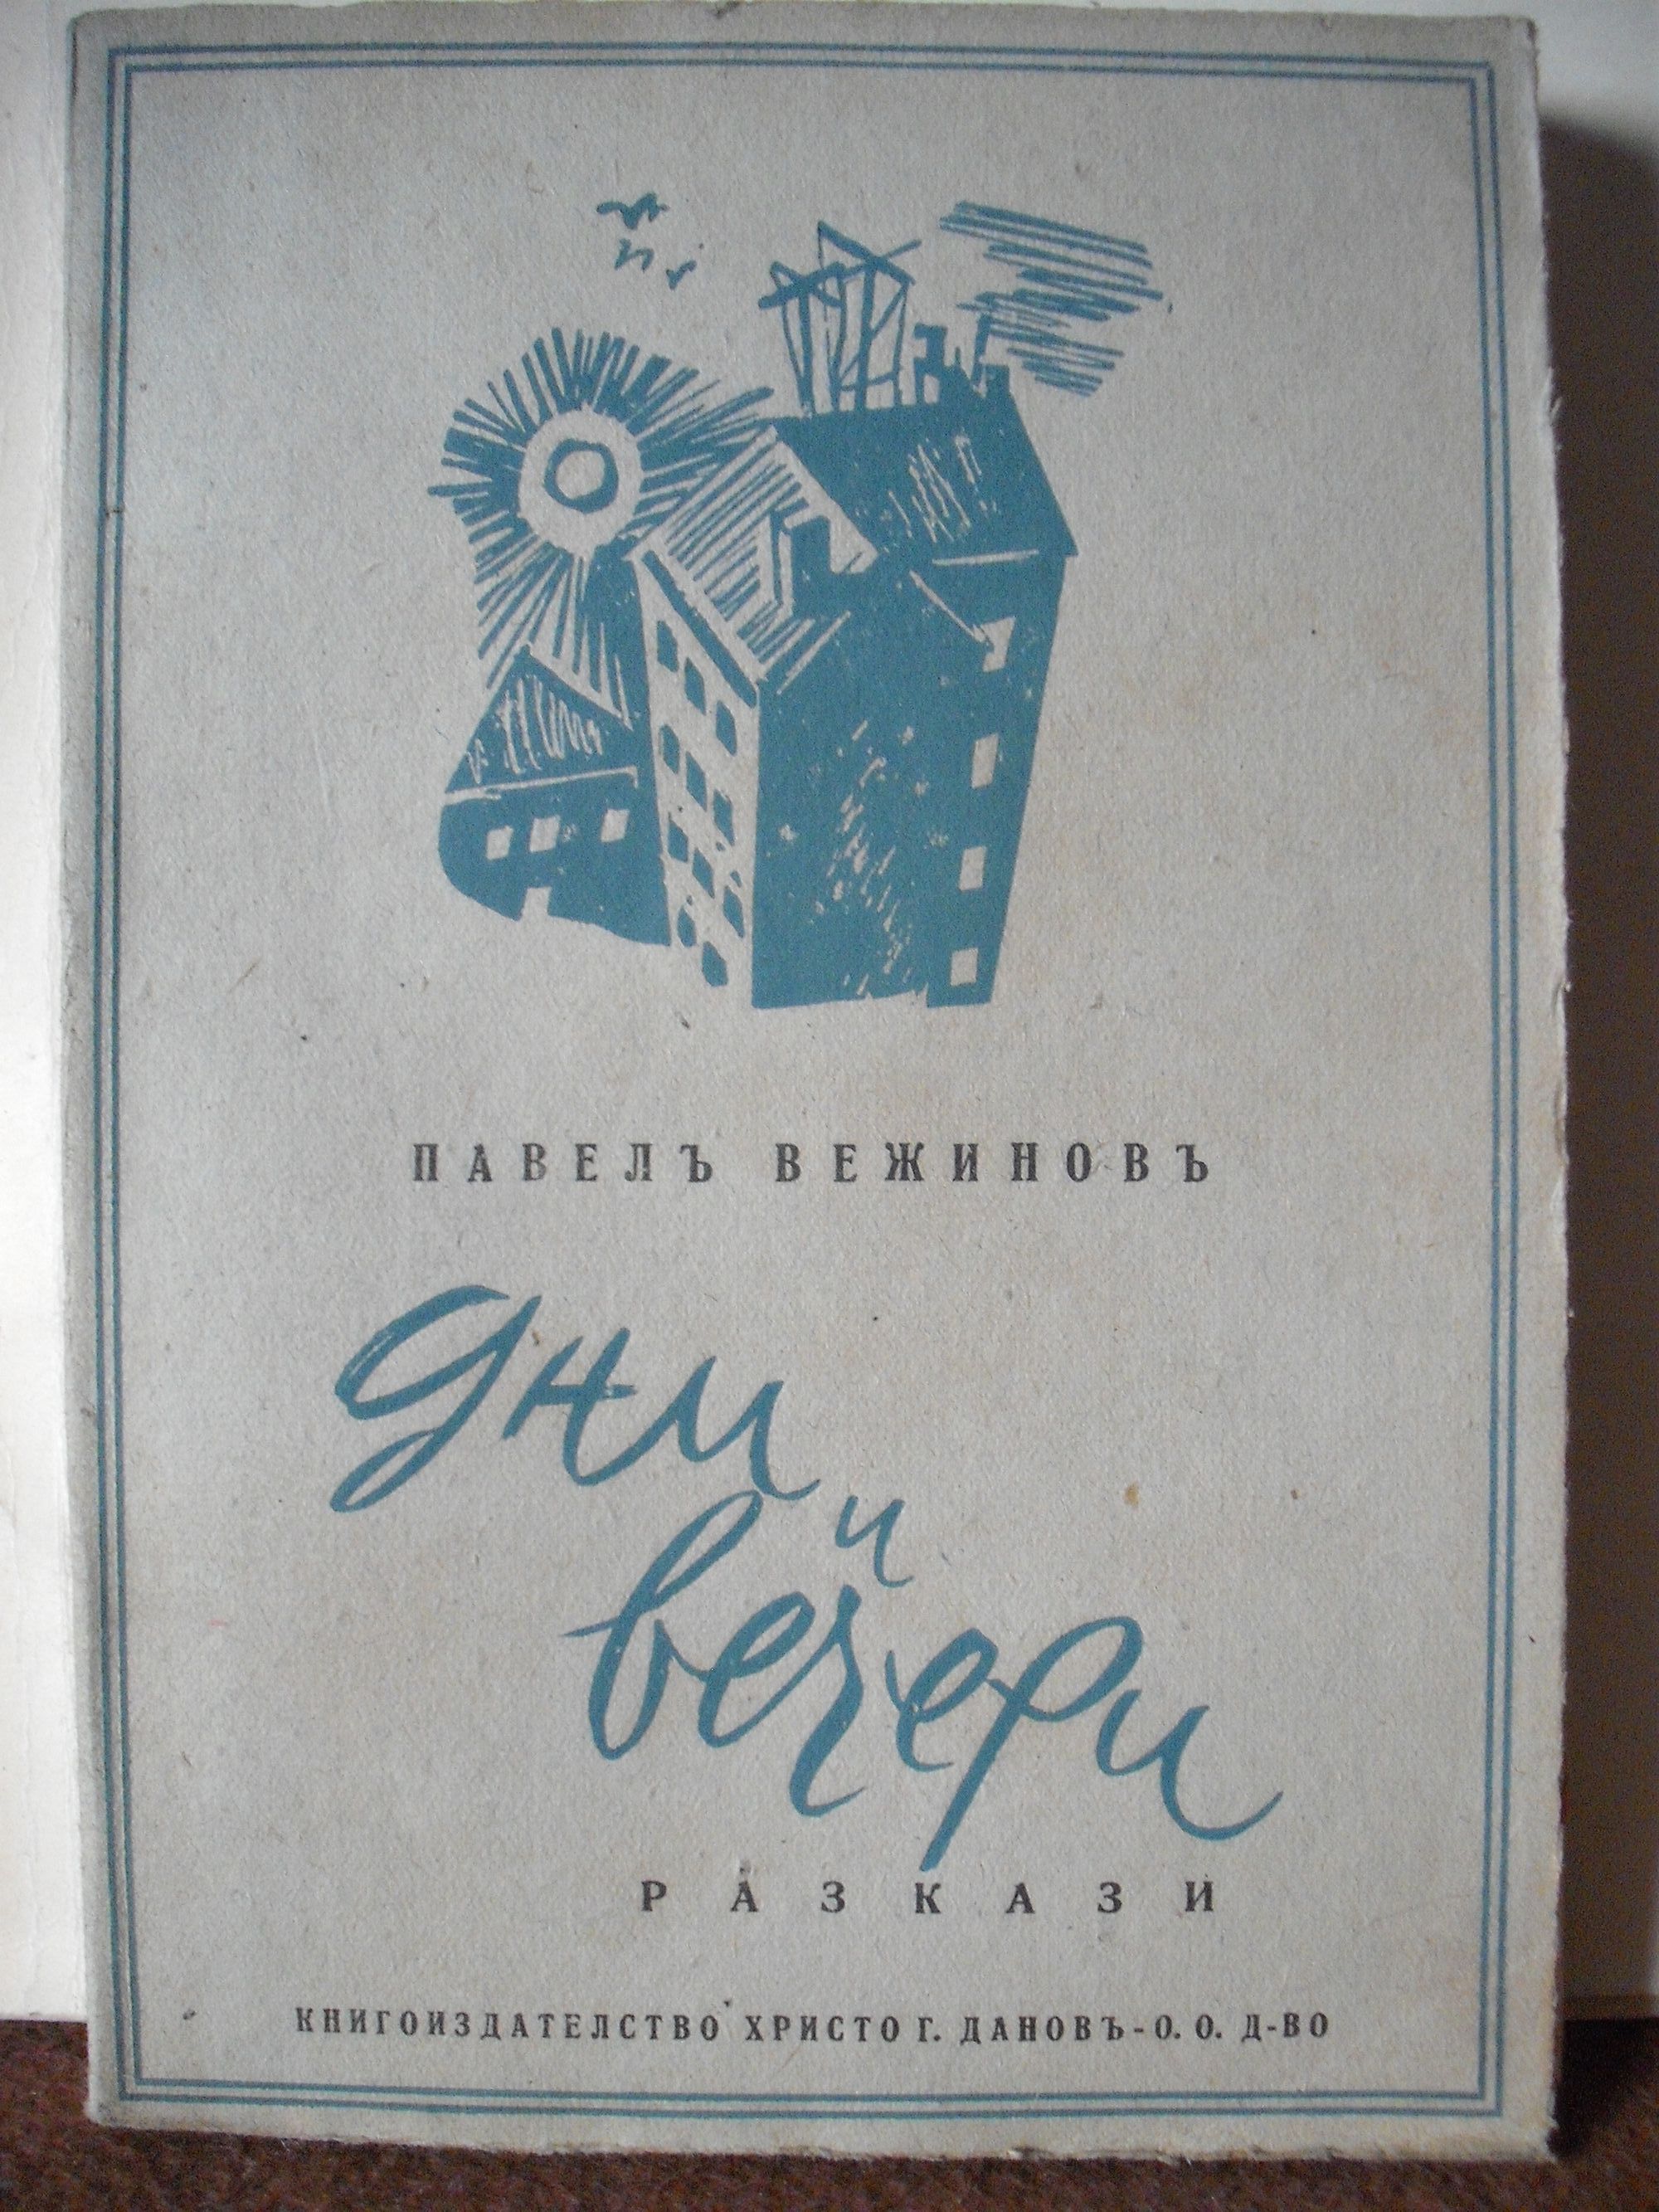 ПАВЕЛЪ ВЕЖИНОВЪ
дни
и
вечери
РАЗКАЗИ
КНИГОИЗДАТЕЛСТВО ХРИСТО Г. ДАНОВЪ-О. О. Д-ВО